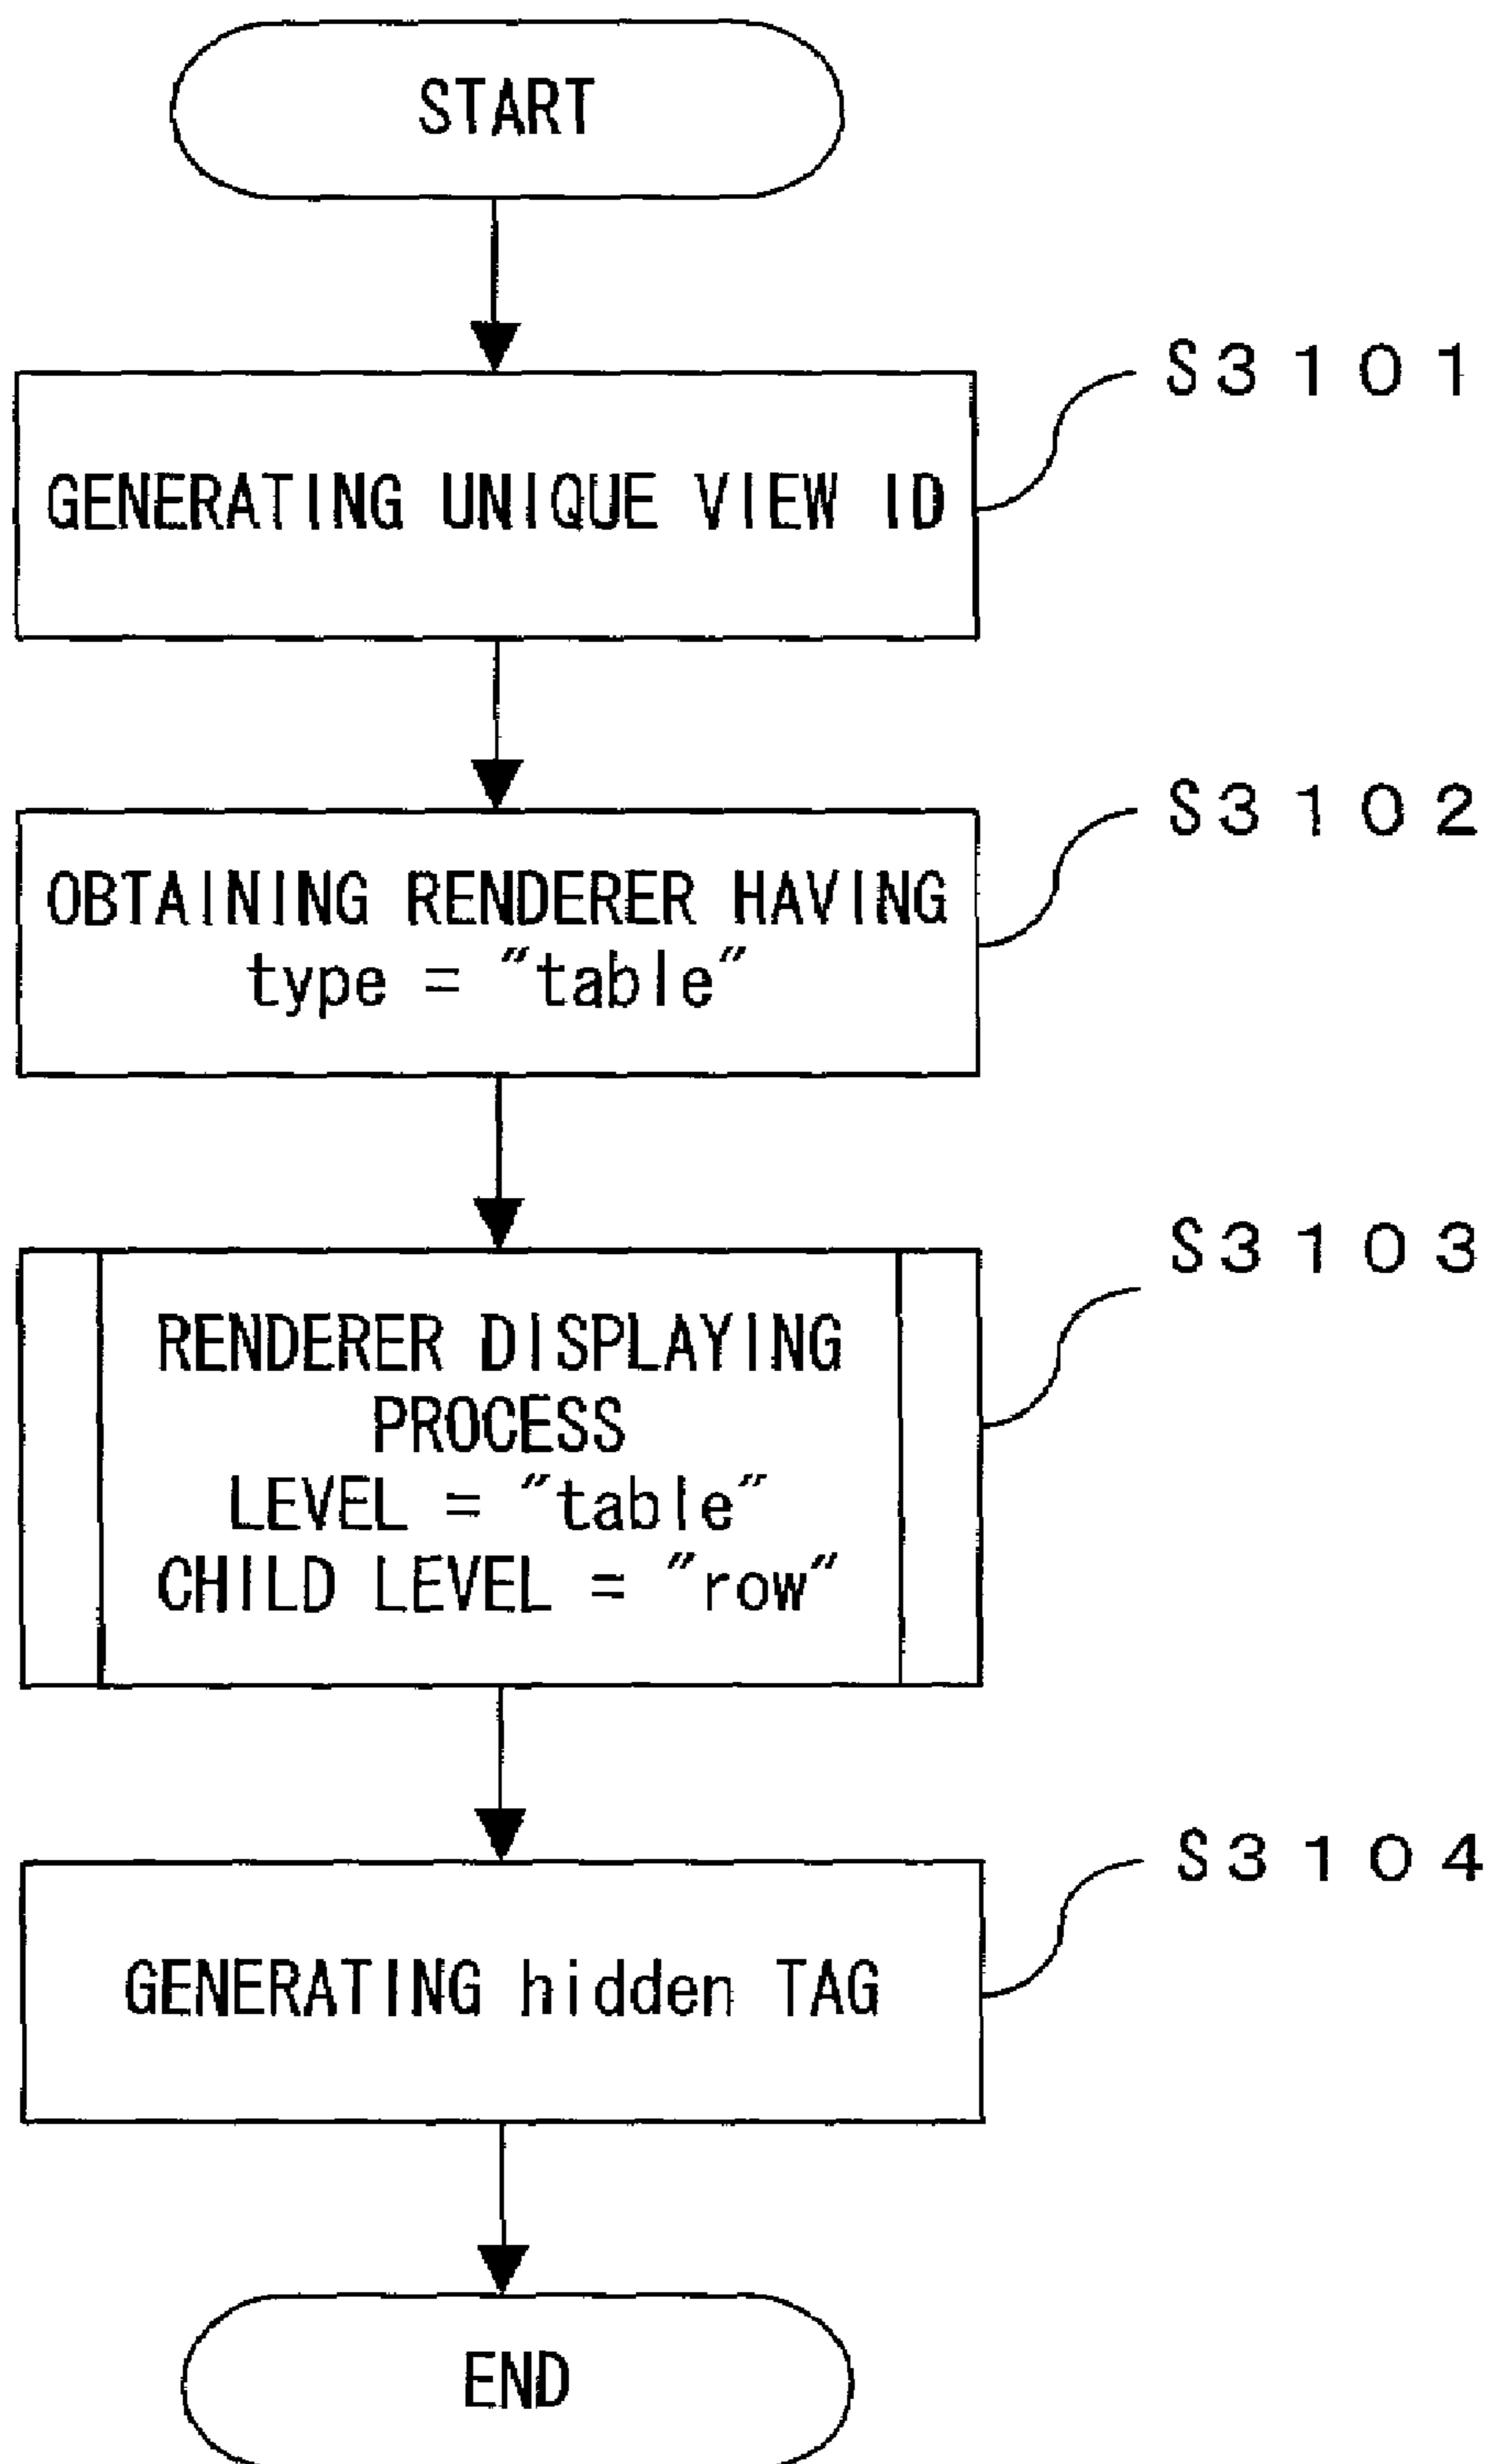 START
S3101
GENERATING UNIQUE VIEW ID
S3102
OBTAINING RENDERER HAVING
type = "table"
S3103
RENDERER DISPLAYING
PROCESS
LEVEL = "table"
CHILD LEVEL = "row"
S3104
GENERATING hidden TAG
END